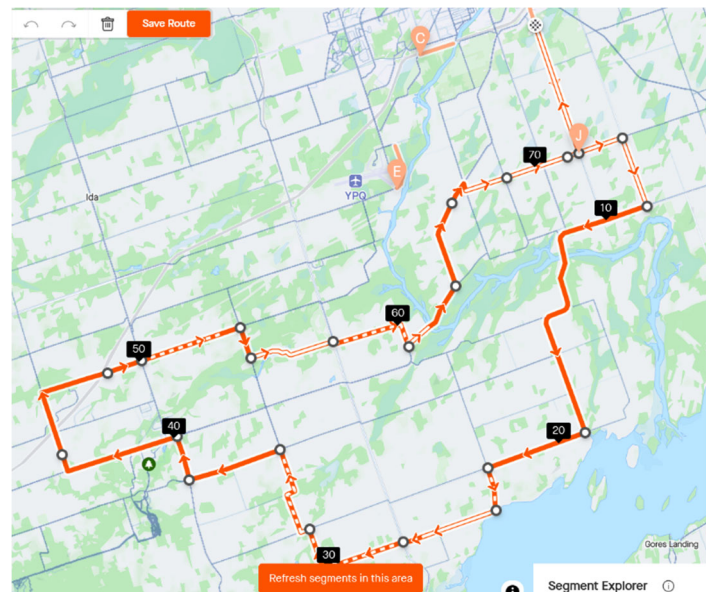 Save Route
C
J
70
E
YPQ
Ida
10
60
50
40
20
30
Gores Landing
Refresh segments in this area
Segment Explorer